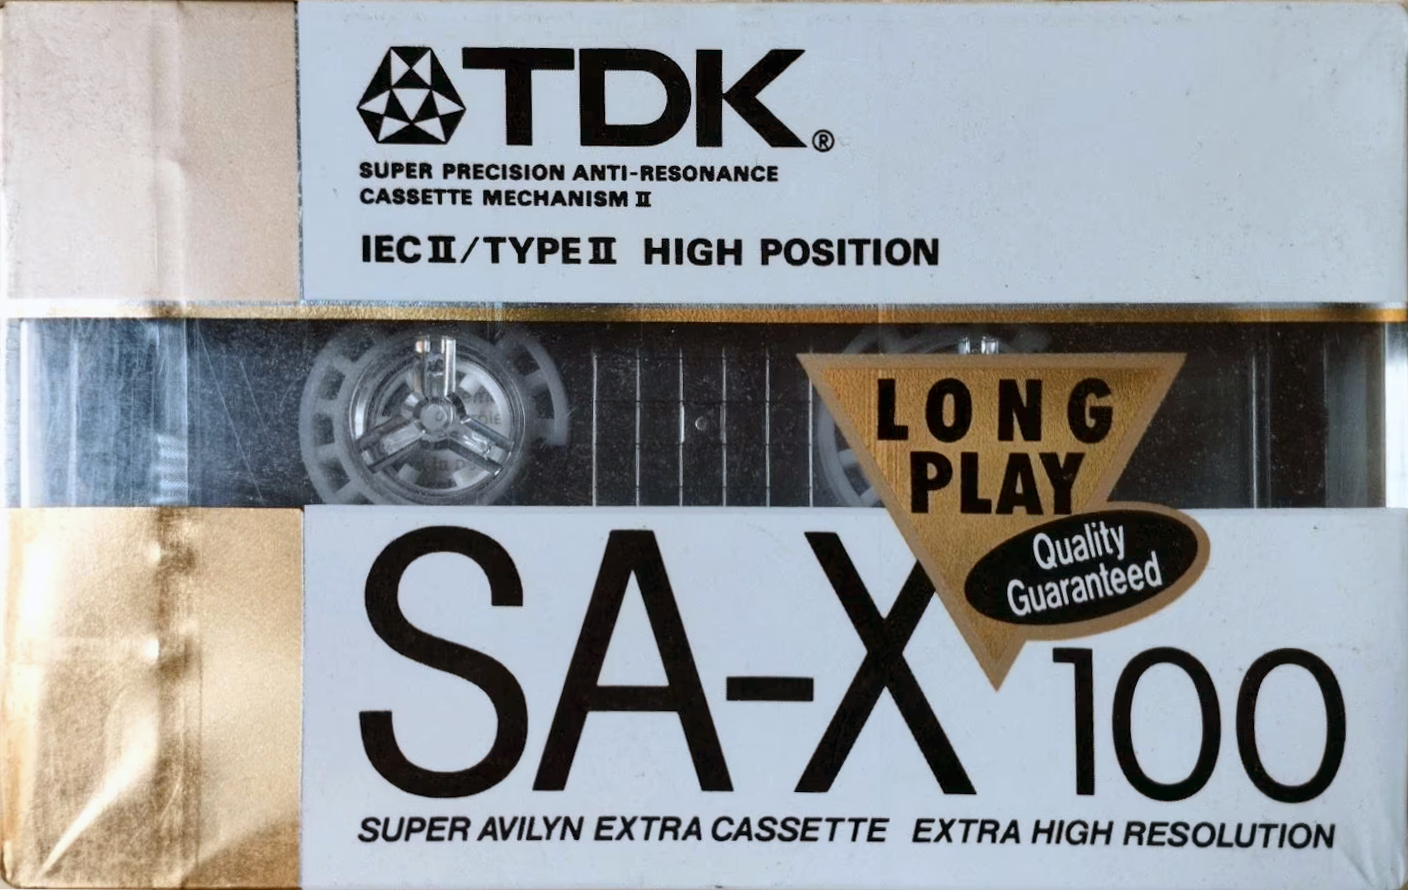 TDK®
SUPER PRECISION ANTI-RESONANCE
CASSETTE MECHANISM II
IEC II/TYPE II HIGH POSITION
LONG
PLAY
Quality
Guaranteed
SA-X 100
SUPER AVILYN EXTRA CASSETTE EXTRA HIGH RESOLUTION